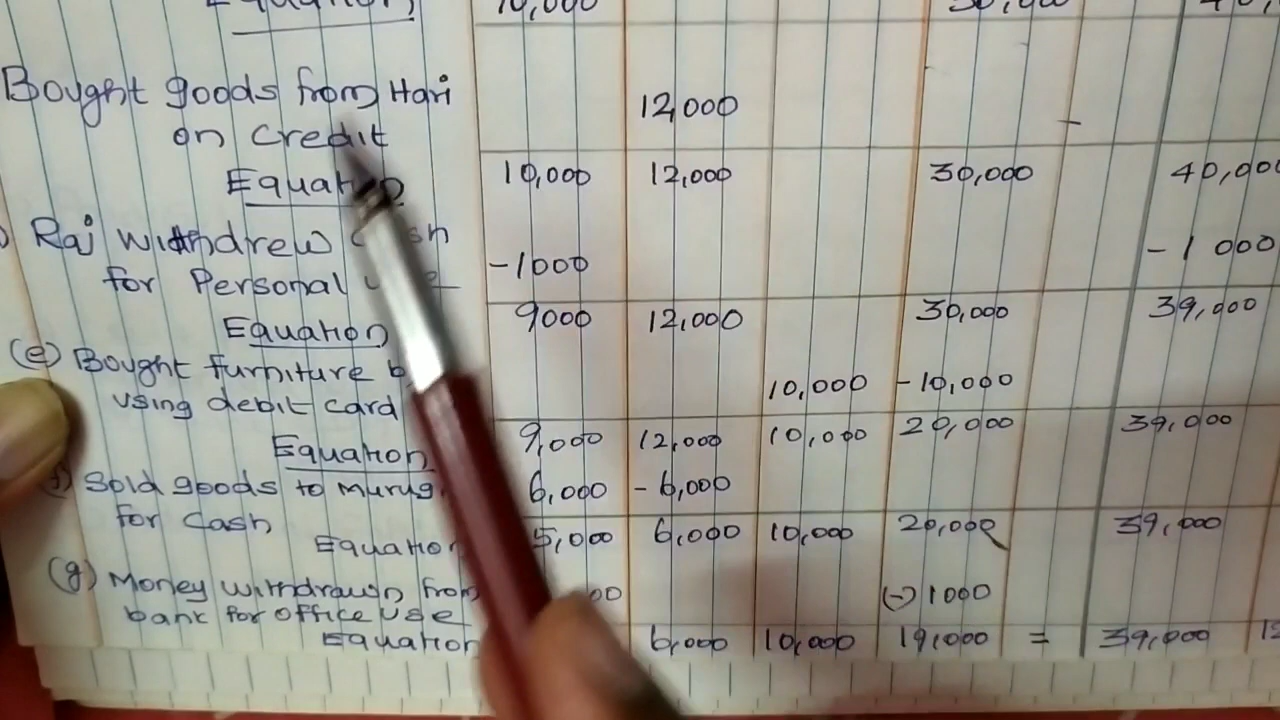 Equation 10,000
Bought goods from Hari 12,000
on credit
Equation 10,000 12,000 30,000
Raj withdrew -1 000
for Personal -1000
Equation 9000 12,000 30,000 39,000
(e) Bought furniture
10,000 -10,000
using debit card
Equation 9,000 12,000 10,000 20,000 39,000
Sold goods to 6,000 - 6,000
for cash
Equation 5,000 6,000 10,000 20,000 39,000
(g) Money withdrawn from (-) 1000
bank for office use
Equation 6,000 10,000 19,000 = 39,000